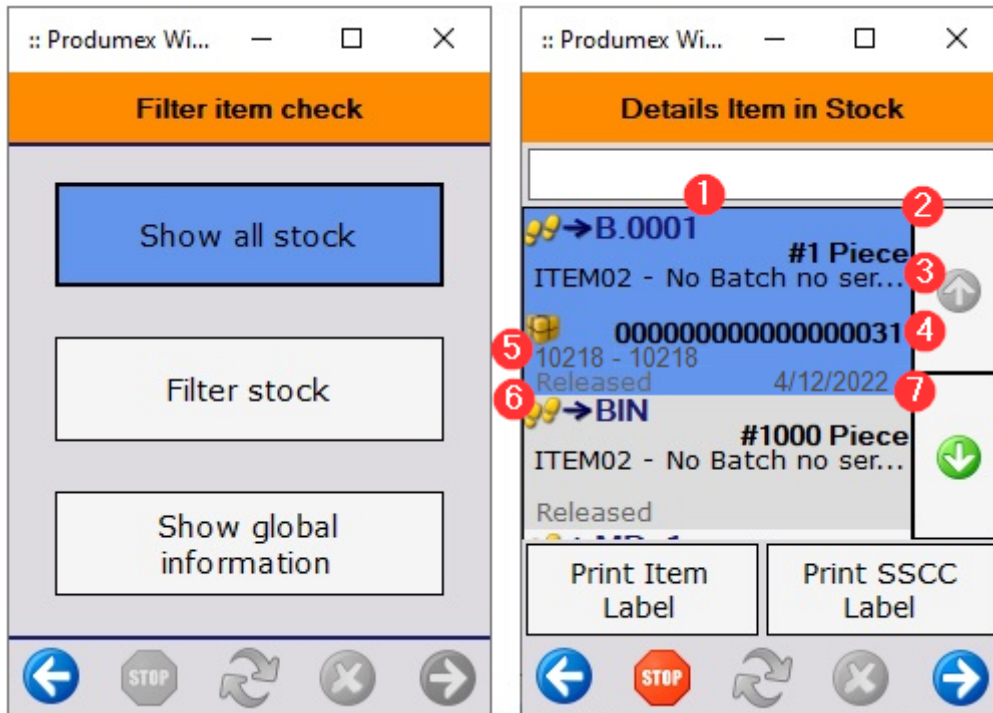 :: Produmex Wi...
Filter item check
Show all stock
Filter stock
Show global
information
STOP
:: Produmex Wi...
Details Item in Stock
1
2
B.0001
#1 Piece
3
ITEM02 - No Batch no ser...
000000000000000031
4
5
10218 - 10218
Released
4/12/2022
7
6
BIN
#1000 Piece
ITEM02 - No Batch no ser...
Released
Print Item
Label
Print SSCC
Label
STOP